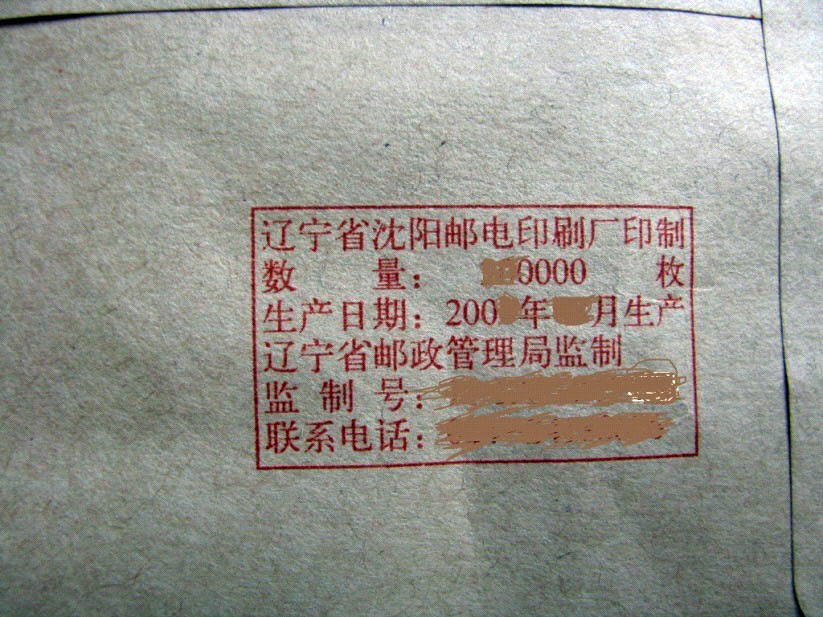 辽宁省沈阳邮电印刷厂印制
数 量： 0000 枚
生产日期：200 年 月生产
辽宁省邮政管理局监制
监 制 号：
联系电话：